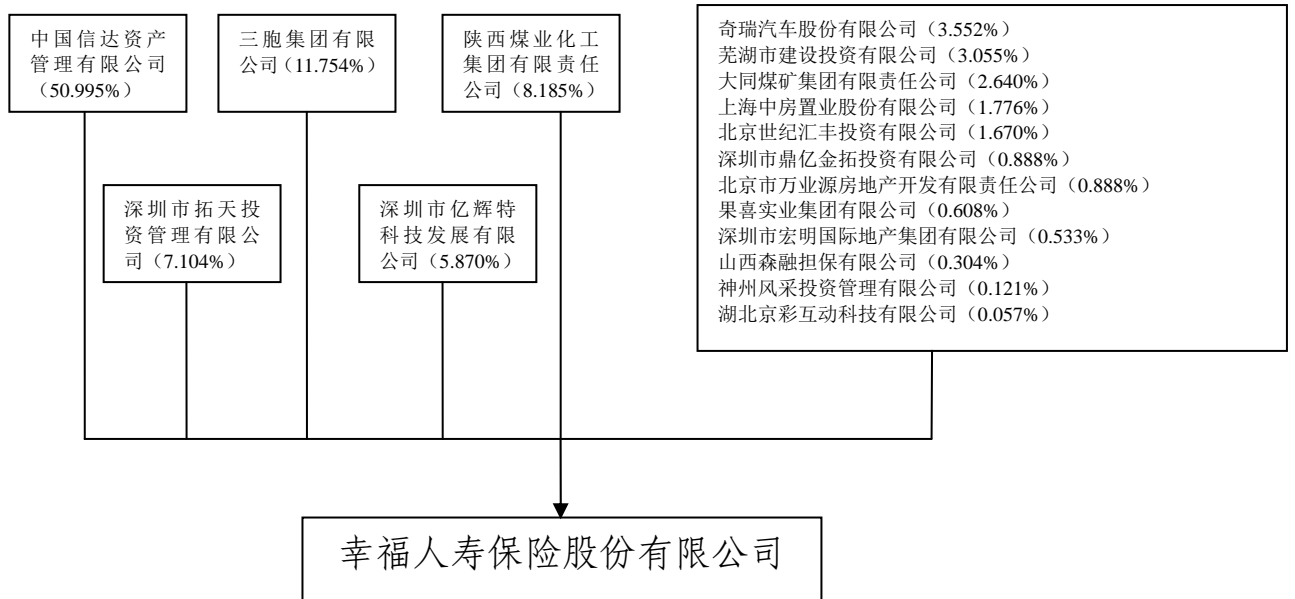 中国信达资产
管理有限公司
（50.995%）
三胞集团有限
公司（11.754%）
陕西煤业化工
集团有限责任
公司（8.185%）
深圳市拓天投
资管理有限公
司（7.104%）
深圳市亿辉特
科技发展有限
公司（5.870%）
奇瑞汽车股份有限公司（3.552%）
芜湖市建设投资有限公司（3.055%）
大同煤矿集团有限责任公司（2.640%）
上海中房置业股份有限公司（1.776%）
北京世纪汇丰投资有限公司（1.670%）
深圳市鼎亿金拓投资有限公司（0.888%）
北京市万业源房地产开发有限责任公司（0.888%）
果喜实业集团有限公司（0.608%）
深圳市宏明国际地产集团有限公司（0.533%）
山西森融担保有限公司（0.304%）
神州风采投资管理有限公司（0.121%）
湖北京彩互动科技有限公司（0.057%）
幸福人寿保险股份有限公司